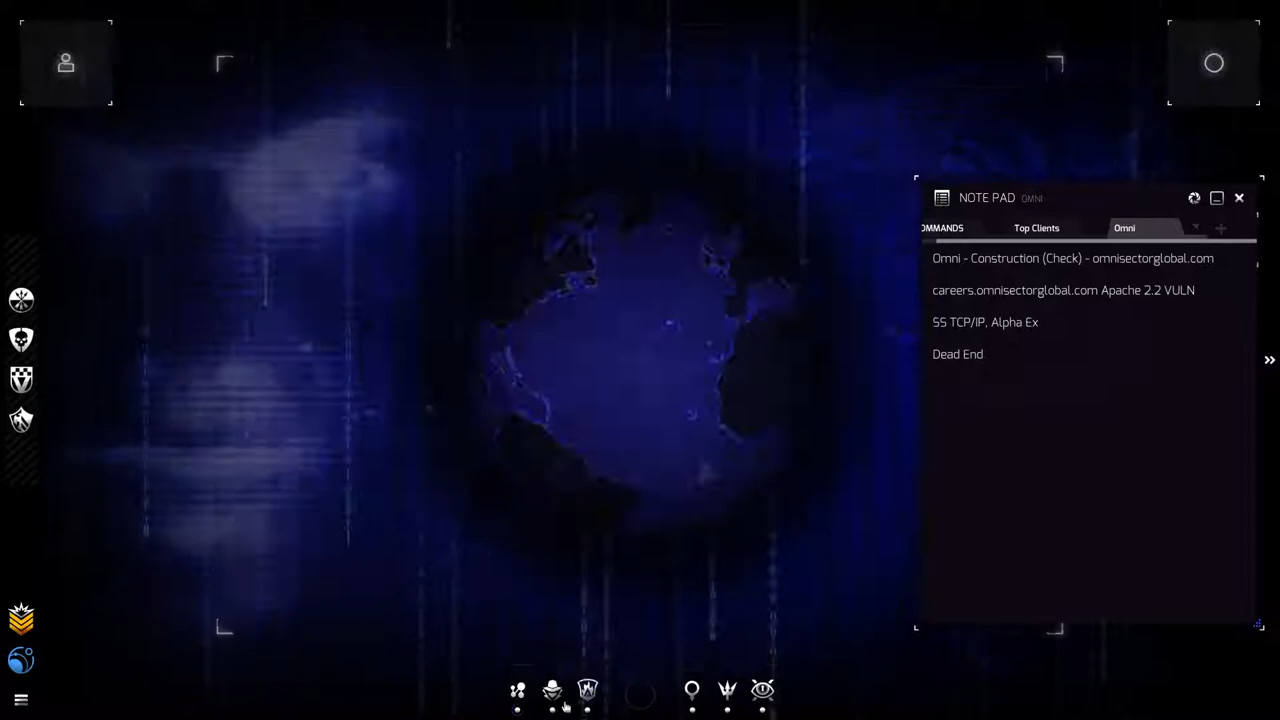 NOTE PAD OMNI
OMMANDS Top Clients Omni
Omni - Construction (Check) - omnisectorglobal.com
careers.omnisectorglobal.com Apache 2.2 VULN
SS TCP/IP, Alpha Ex
Dead End